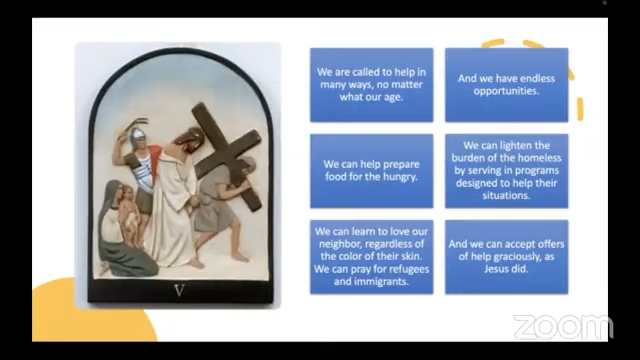 We are called to help in
many ways, no matter
what our age.
And we have endless
opportunities.
We can help prepare
food for the hungry.
We can lighten the
burden of the homeless
by serving in programs
designed to help their
situations.
We can learn to love our
neighbor, regardless of
the color of their skin.
We can pray for refugees
and immigrants.
And we can accept offers
of help graciously, as
Jesus did.
V
zoom